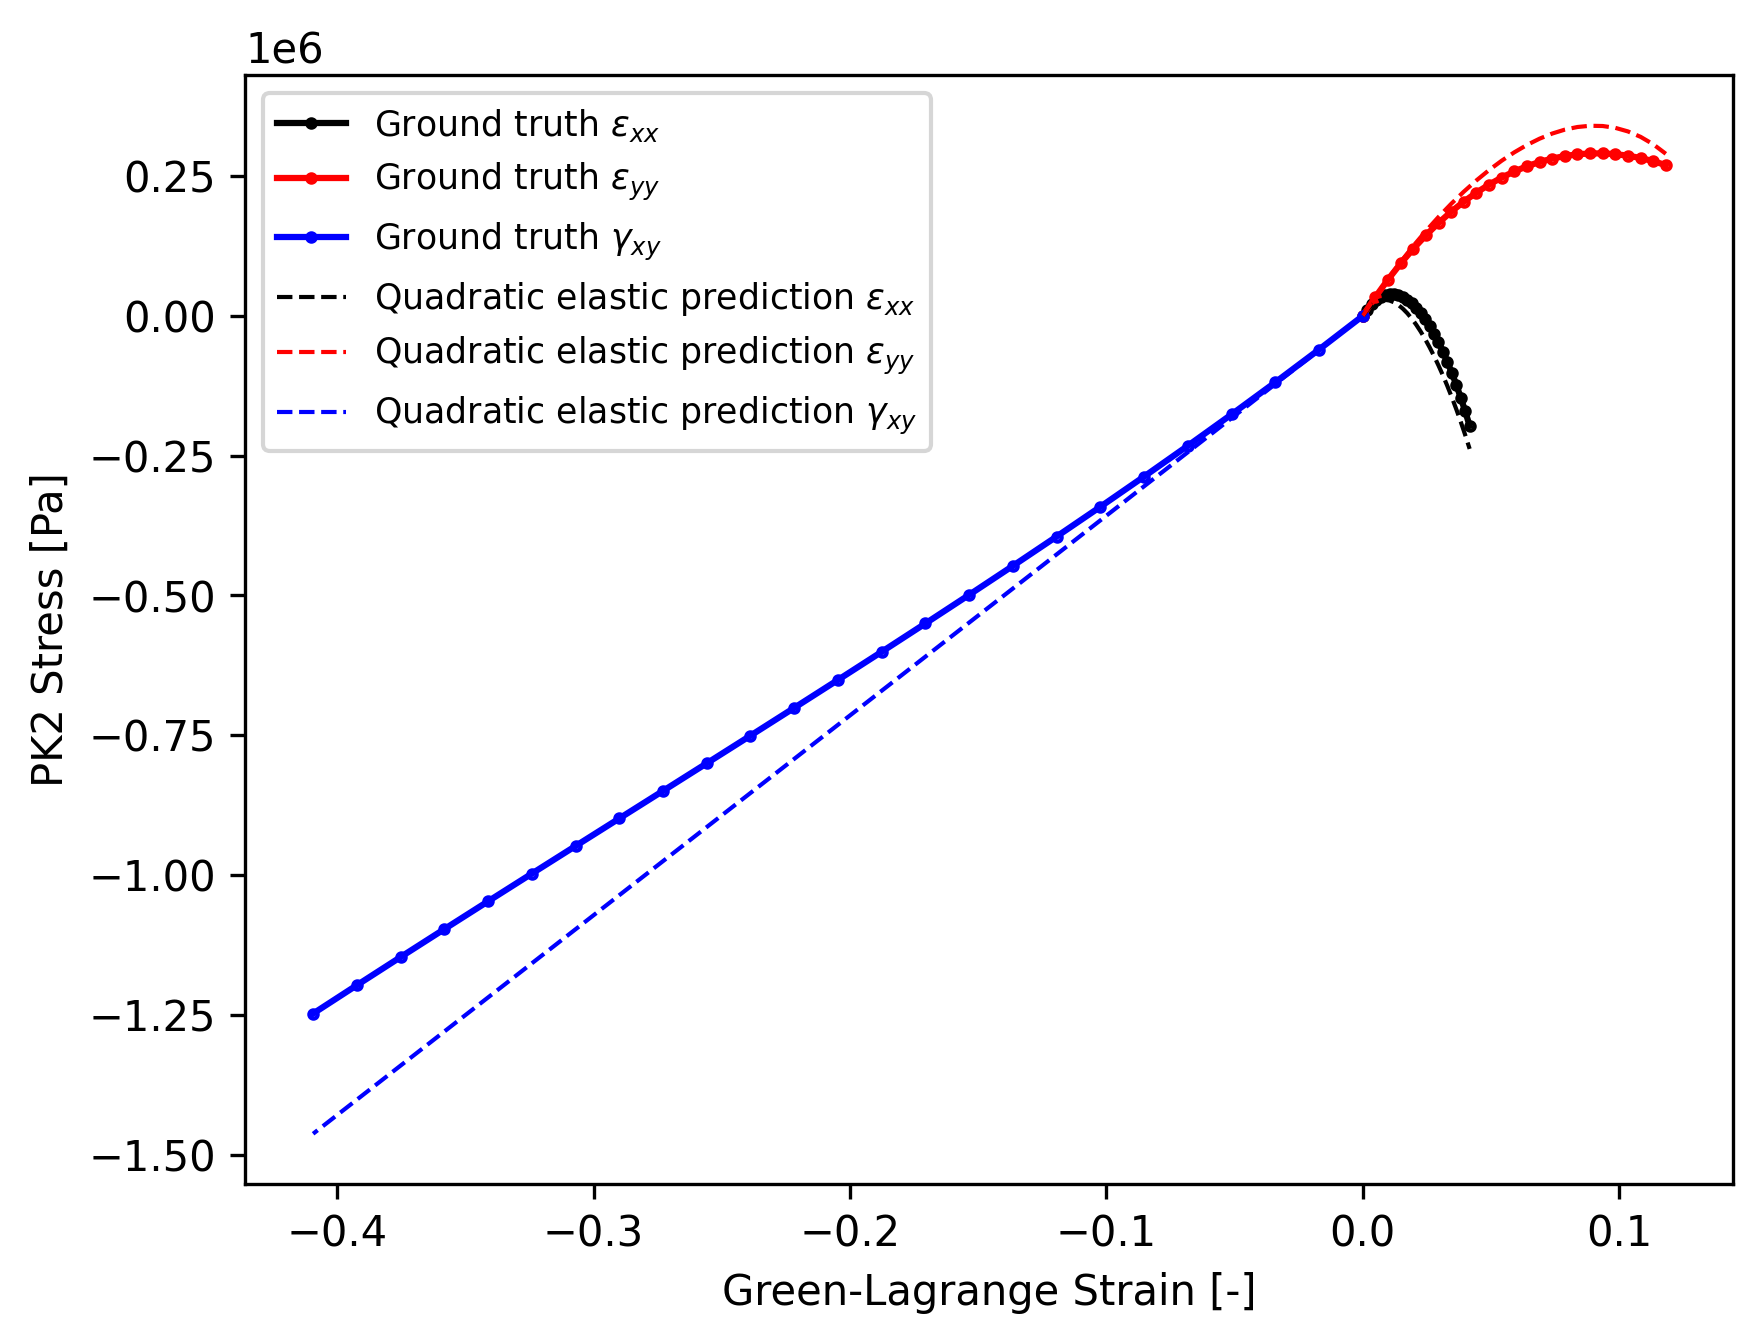 1e6
Ground truth εxx
Ground truth εyy
Ground truth γxy
Quadratic elastic prediction εxx
Quadratic elastic prediction εyy
Quadratic elastic prediction γxy
0.25
0.00
−0.25
−0.50
−0.75
−1.00
−1.25
−1.50
PK2 Stress [Pa]
−0.4 −0.3 −0.2 −0.1 0.0 0.1
Green-Lagrange Strain [-]